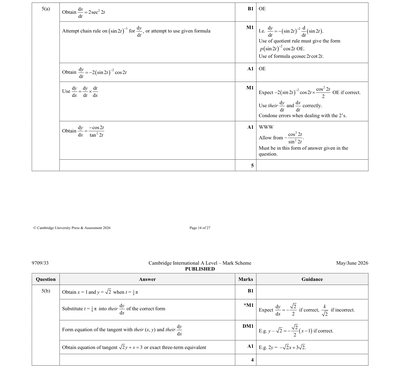 5(a)
Obtain dx/dt = 2sec² 2t
B1
OE
Attempt chain rule on (sin 2t)⁻¹ for dy/dt, or attempt to use given formula
M1
I.e. dy/dt = −(sin 2t)⁻² d/dt (sin 2t).
Use of quotient rule must give the form
p(sin 2t)⁻² cos 2t OE.
Use of formula qcosec 2t cot 2t.
Obtain dy/dt = −2(sin 2t)⁻² cos 2t
A1
OE
Use dy/dx = dy/dt × dt/dx
M1
Expect −2(sin 2t)⁻² cos 2t × cos² 2t/2 OE if correct.
Use their dy/dt and dx/dt correctly.
Condone errors when dealing with the 2's.
Obtain dy/dx = −cos 2t/tan² 2t
A1
WWW
Allow from −cos³ 2t/sin² 2t
Must be in this form of answer given in the
question.
5
© Cambridge University Press & Assessment 2026
Page 16 of 27
9709/33
Cambridge International A Level – Mark Scheme
PUBLISHED
May/June 2026
Question
Answer
Marks
Guidance
5(b)
Obtain x = 1 and y = √2 when t = ⅛π
B1
Substitute t = ⅛π into their dy/dx of the correct form
*M1
Expect dy/dx = −√2/2 if correct,
if incorrect.
Form equation of the tangent with their (x, y) and their dy/dx
DM1
E.g. y − √2 = −√2/2 (x − 1) if correct.
Obtain equation of tangent √2y + x = 3 or exact three-term equivalent
A1
E.g. 2y = −√2x + 3√2.
4